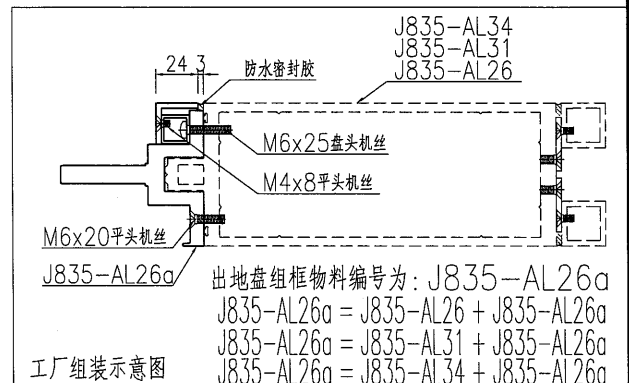 J835-AL34
J835-AL31
J835-AL26
24 3
防水密封胶
M6x25盘头机丝
M4x8平头机丝
M6x20平头机丝
J835-AL26a
出地盘组框物料编号为：J835-AL26a
J835-AL26a = J835-AL26 + J835-AL26a
J835-AL26a = J835-AL31 + J835-AL26a
J835-AL26a = J835-AL34 + J835-AL26a
工厂组装示意图